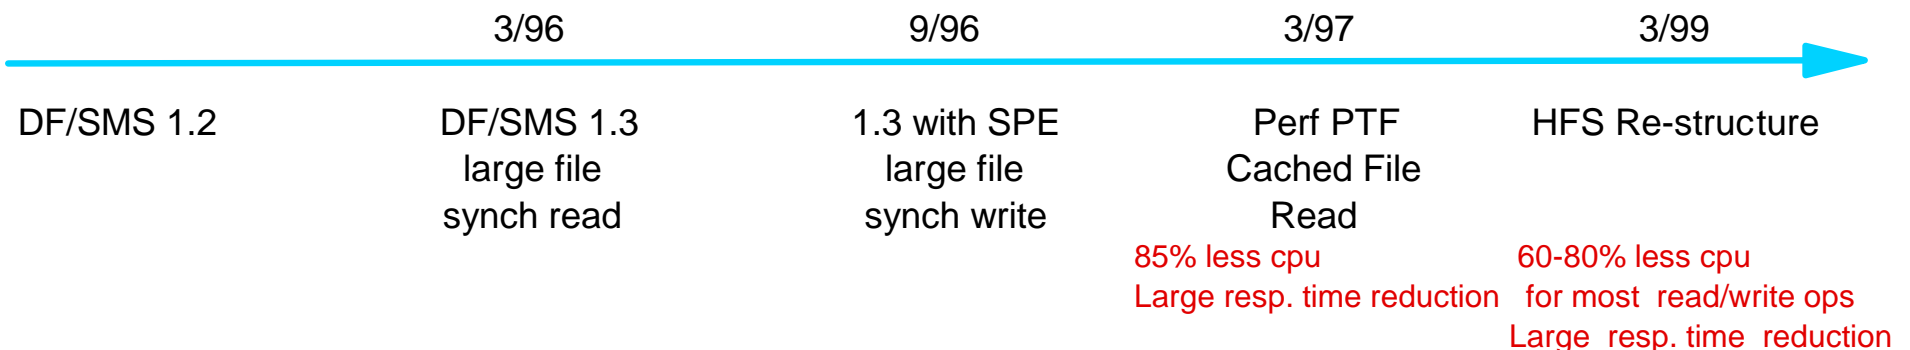 3/96 9/96 3/97 3/99
DF/SMS 1.2
DF/SMS 1.3
large file
synch read
1.3 with SPE
large file
synch write
Perf PTF
Cached File
Read
85% less cpu
Large resp. time reduction
HFS Re-structure
60-80% less cpu
for most read/write ops
Large resp. time reduction